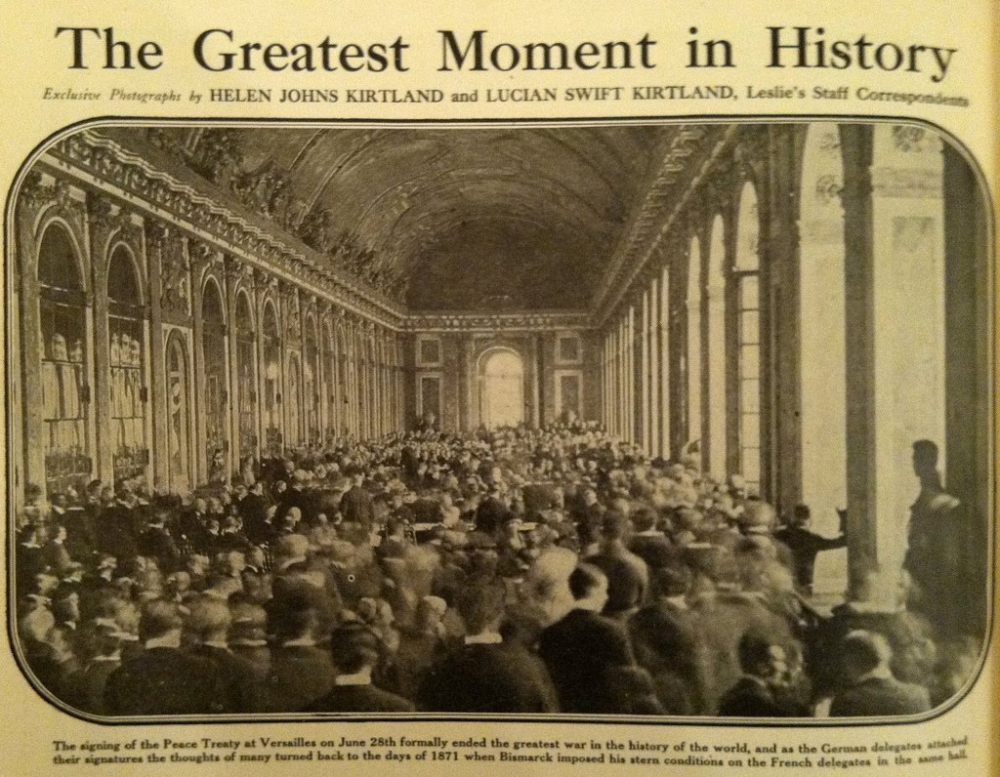 The Greatest Moment in History
Exclusive Photographs by HELEN JOHNS KIRTLAND and LUCIAN SWIFT KIRTLAND, Leslie's Staff Correspondents
The signing of the Peace Treaty at Versailles on June 28th formally ended the greatest war in the history of the world, and as the German delegates attached
their signatures the thoughts of many turned back to the days of 1871 when Bismarck imposed his stern conditions on the French delegates in the same hall.